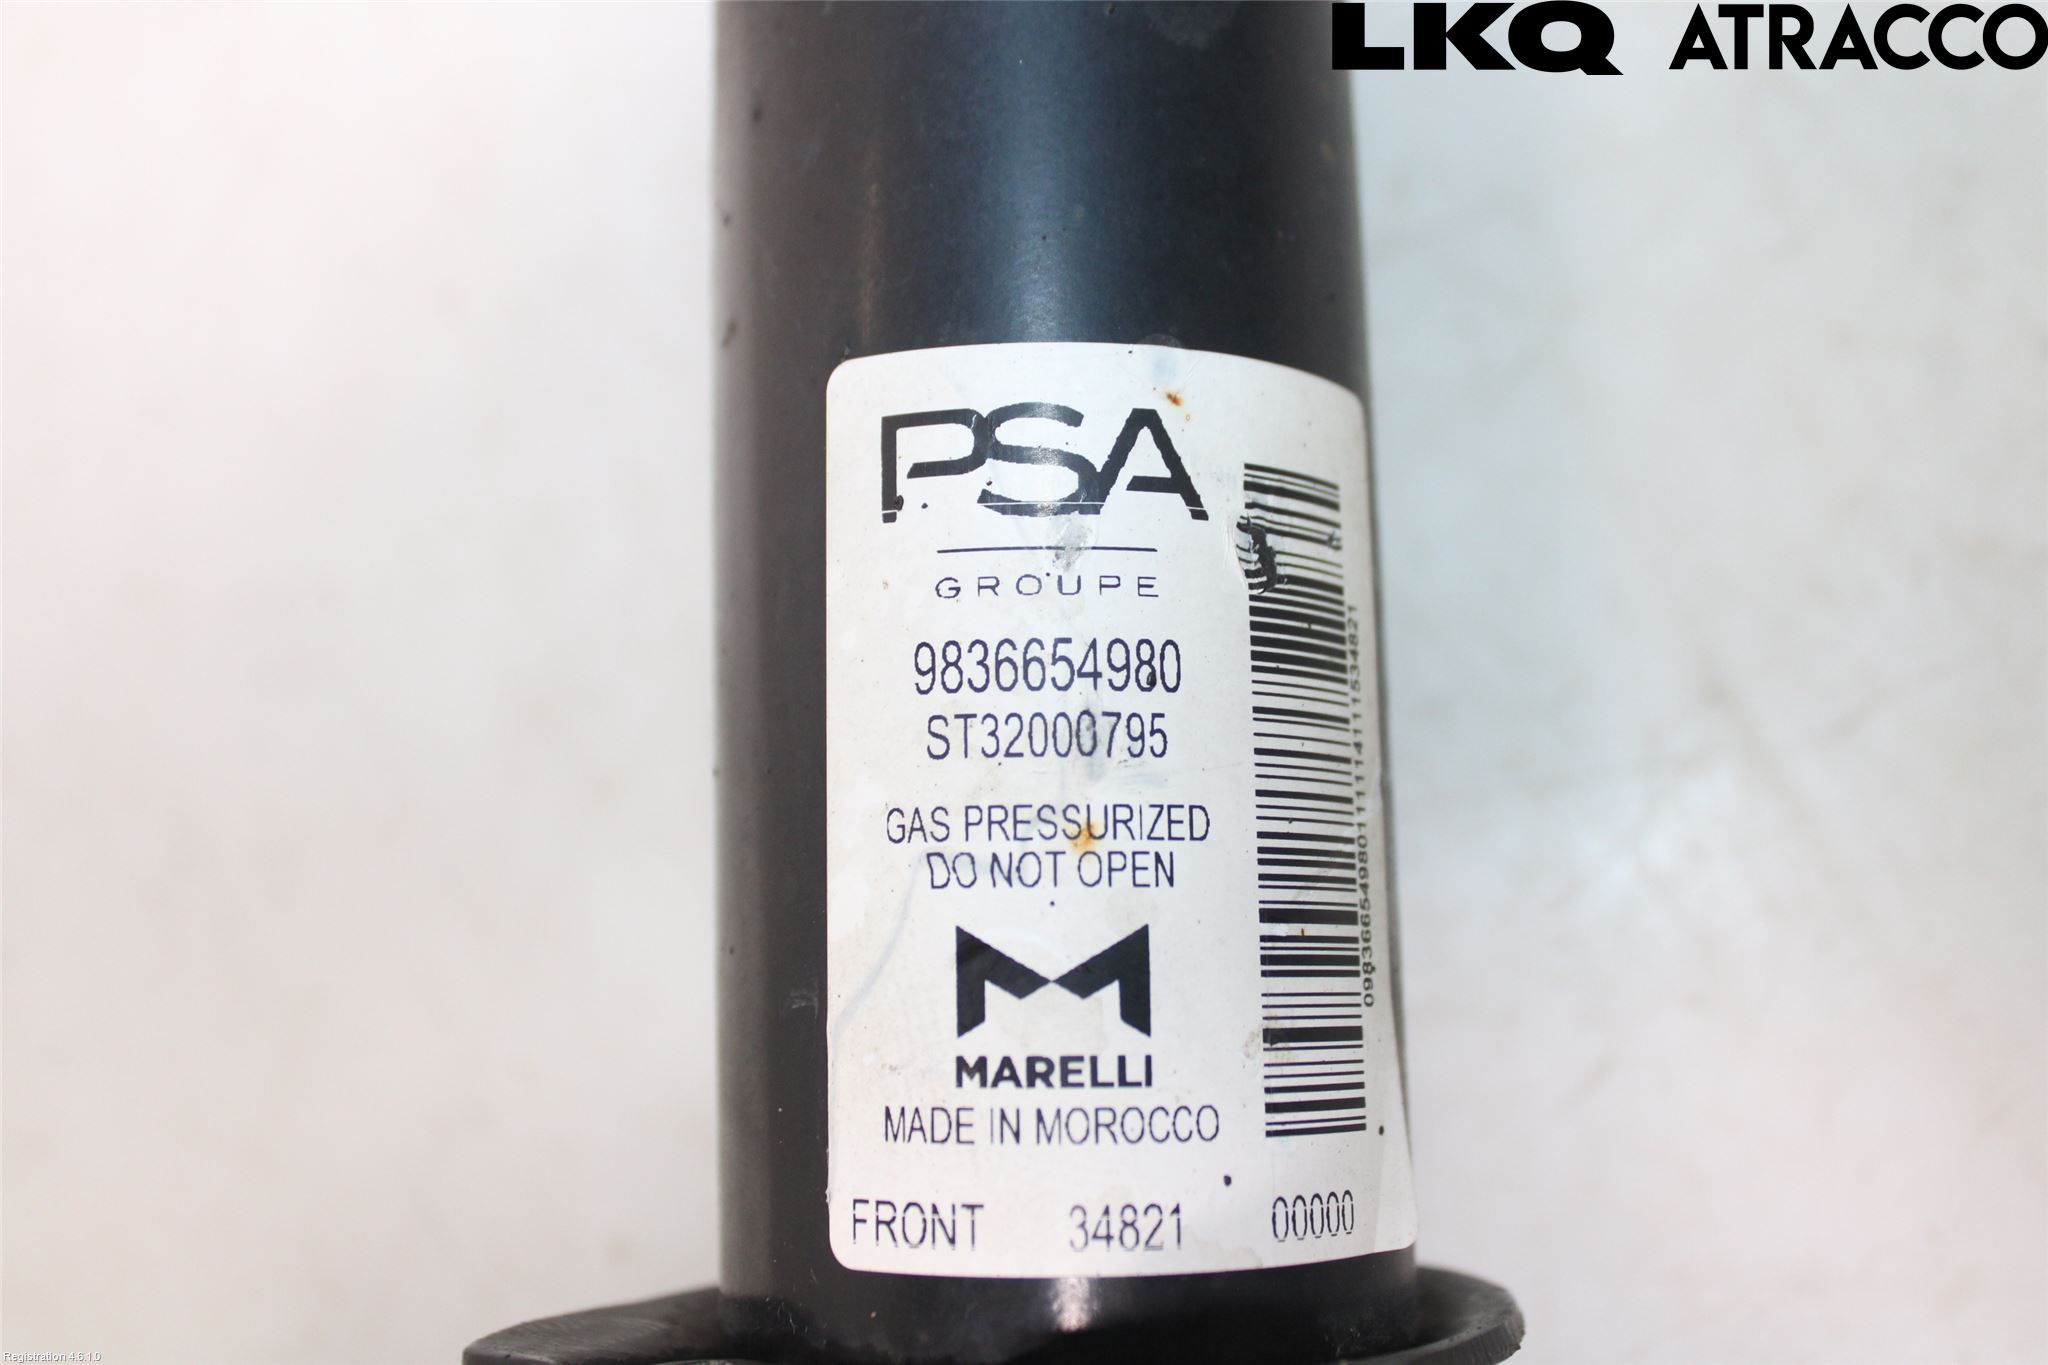 LKQ ATRACCO
PSA
GROUPE
9836654980
ST32000795
GAS PRESSURIZED
DO NOT OPEN
MARELLI
MADE IN MOROCCO
FRONT 34821 00000
Registration 4.6.1.0